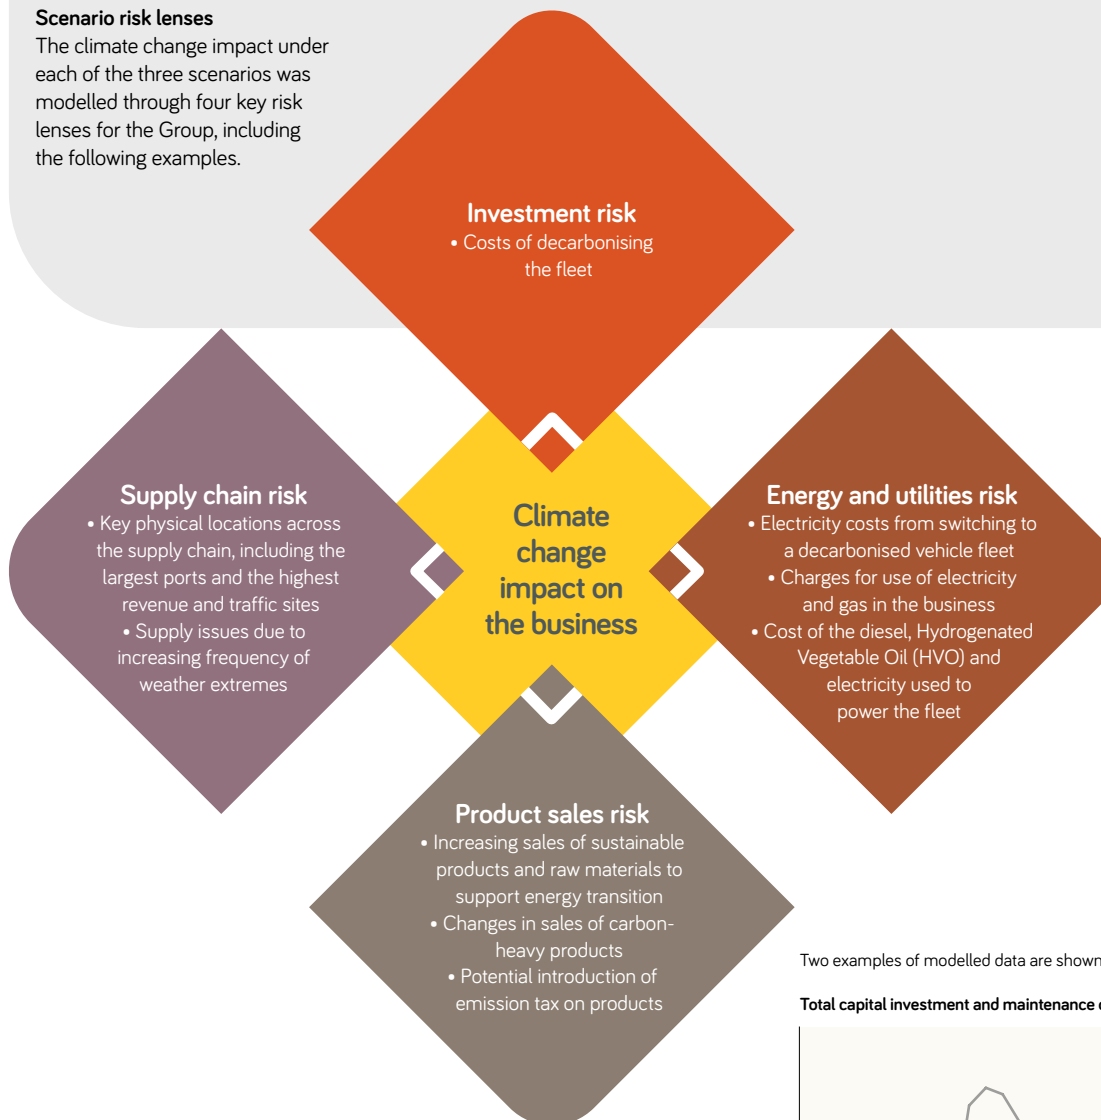 Scenario risk lenses
The climate change impact under
each of the three scenarios was
modelled through four key risk
lenses for the Group, including
the following examples.
Investment risk
• Costs of decarbonising
the fleet
Supply chain risk
• Key physical locations across
the supply chain, including the
largest ports and the highest
revenue and traffic sites
• Supply issues due to
increasing frequency of
weather extremes
Climate
change
impact on
the business
Energy and utilities risk
• Electricity costs from switching to
a decarbonised vehicle fleet
• Charges for use of electricity
and gas in the business
• Cost of the diesel, Hydrogenated
Vegetable Oil (HVO) and
electricity used to
power the fleet
Product sales risk
• Increasing sales of sustainable
products and raw materials to
support energy transition
• Changes in sales of carbon-
heavy products
• Potential introduction of
emission tax on products
Two examples of modelled data are shown
Total capital investment and maintenance